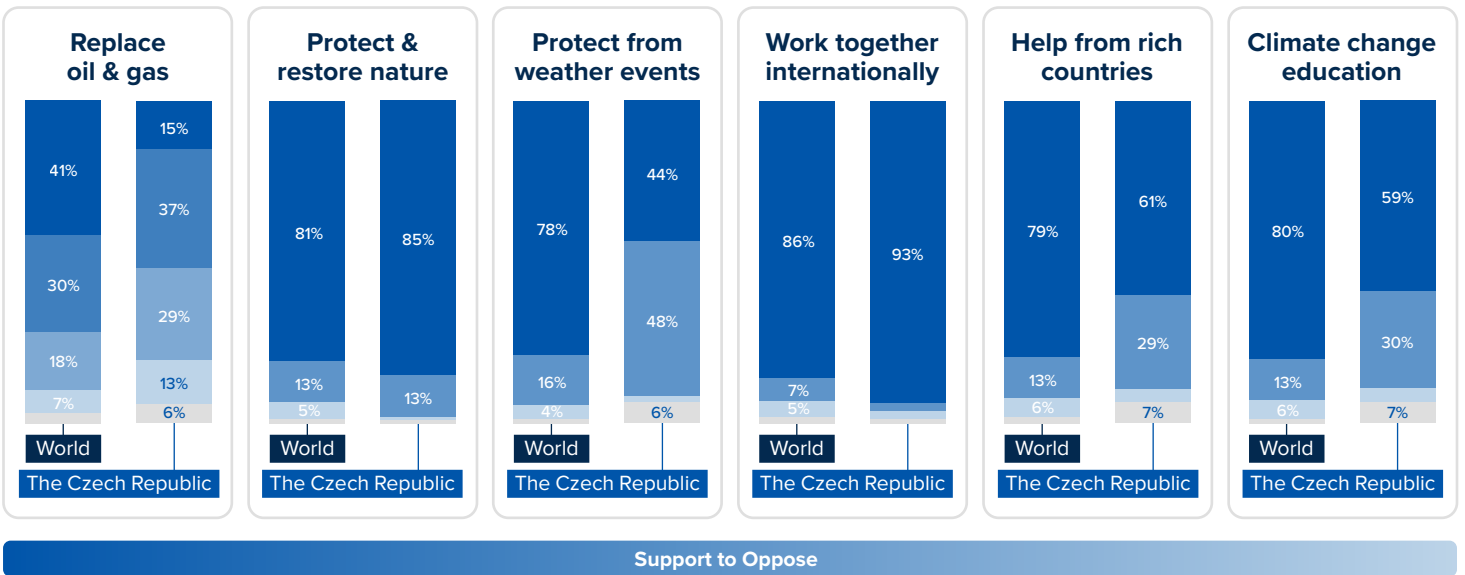 Replace
oil & gas
41%
30%
18%
7%
15%
37%
29%
13%
6%
World
The Czech Republic
Protect &
restore nature
81%
13%
5%
85%
13%
World
The Czech Republic
Protect from
weather events
78%
16%
4%
44%
48%
6%
World
The Czech Republic
Work together
internationally
86%
7%
5%
93%
World
The Czech Republic
Help from rich
countries
79%
13%
6%
61%
29%
7%
World
The Czech Republic
Climate change
education
80%
13%
6%
59%
30%
7%
World
The Czech Republic
Support to Oppose